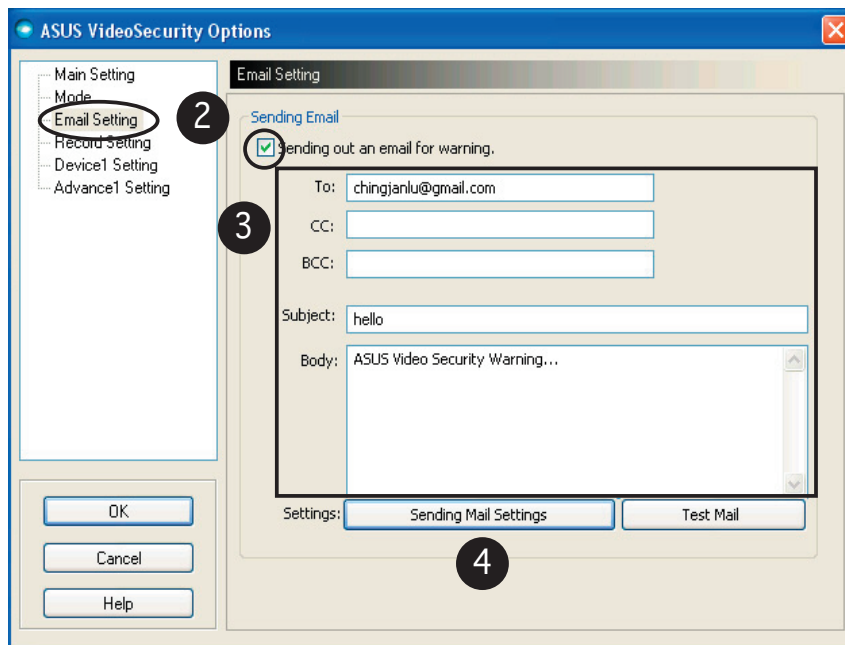 ASUS VideoSecurity Options
Main Setting
Mode
Email Setting
Record Setting
Device1 Setting
Advance1 Setting
2
OK
Cancel
Help
Email Setting
Sending Email
Sending out an email for warning.
3
To: chingjanlu@gmail.com
CC:
BCC:
Subject: hello
Body: ASUS Video Security Warning...
Settings: Sending Mail Settings Test Mail
4